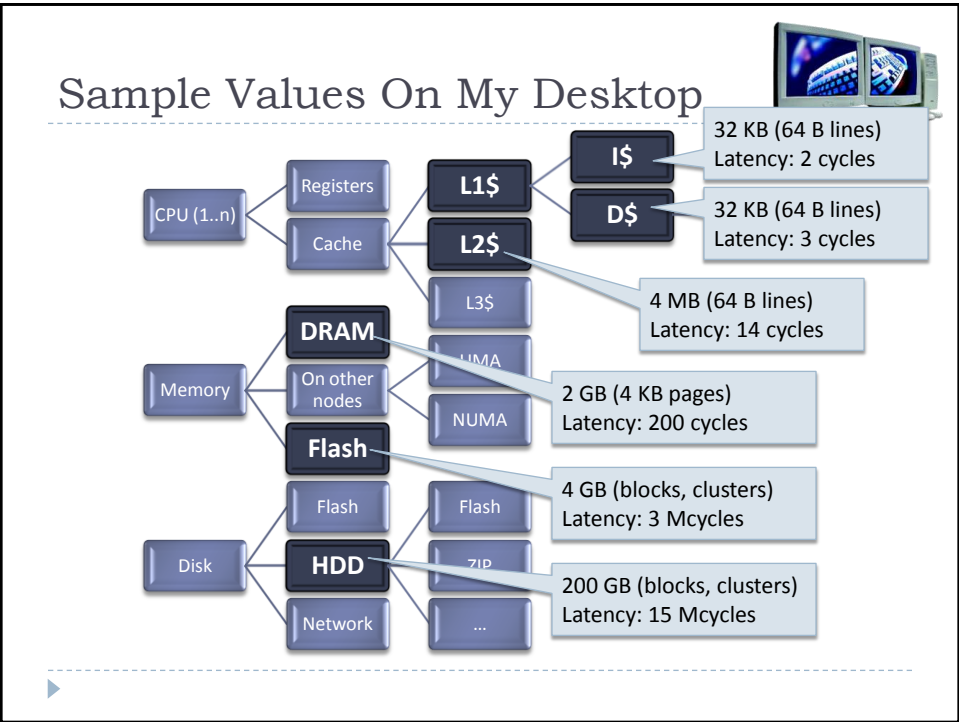 Sample Values On My Desktop
CPU (1..n)
Registers
Cache
L1$
L2$
L3$
I$
D$
32 KB (64 B lines)
Latency: 2 cycles
32 KB (64 B lines)
Latency: 3 cycles
4 MB (64 B lines)
Latency: 14 cycles
Memory
DRAM
On other
nodes
Flash
UMA
NUMA
2 GB (4 KB pages)
Latency: 200 cycles
4 GB (blocks, clusters)
Latency: 3 Mcycles
Disk
Flash
HDD
Network
Flash
ZIP
...
200 GB (blocks, clusters)
Latency: 15 Mcycles